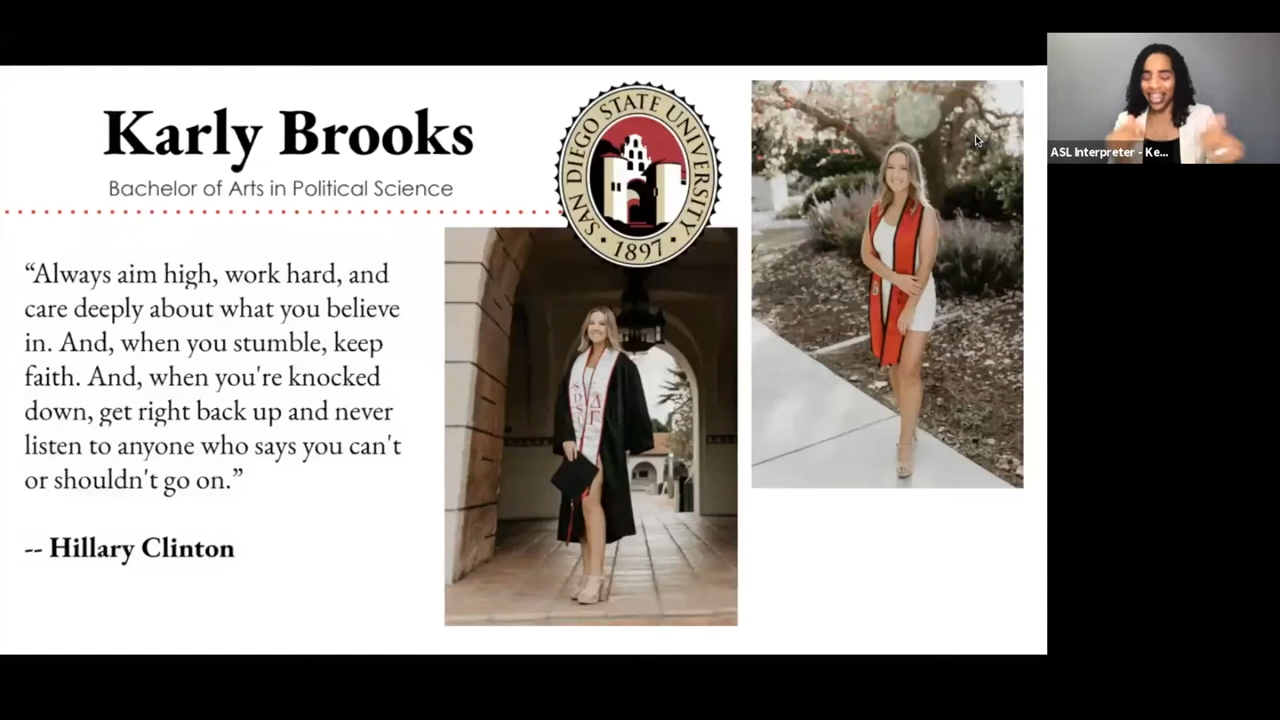 Karly Brooks
Bachelor of Arts in Political Science
SAN DIEGO STATE UNIVERSITY
• 1897 •
“Always aim high, work hard, and
care deeply about what you believe
in. And, when you stumble, keep
faith. And, when you're knocked
down, get right back up and never
listen to anyone who says you can't
or shouldn't go on.”
-- Hillary Clinton
SDSU
ΔΓ
ASL Interpreter - Ke...